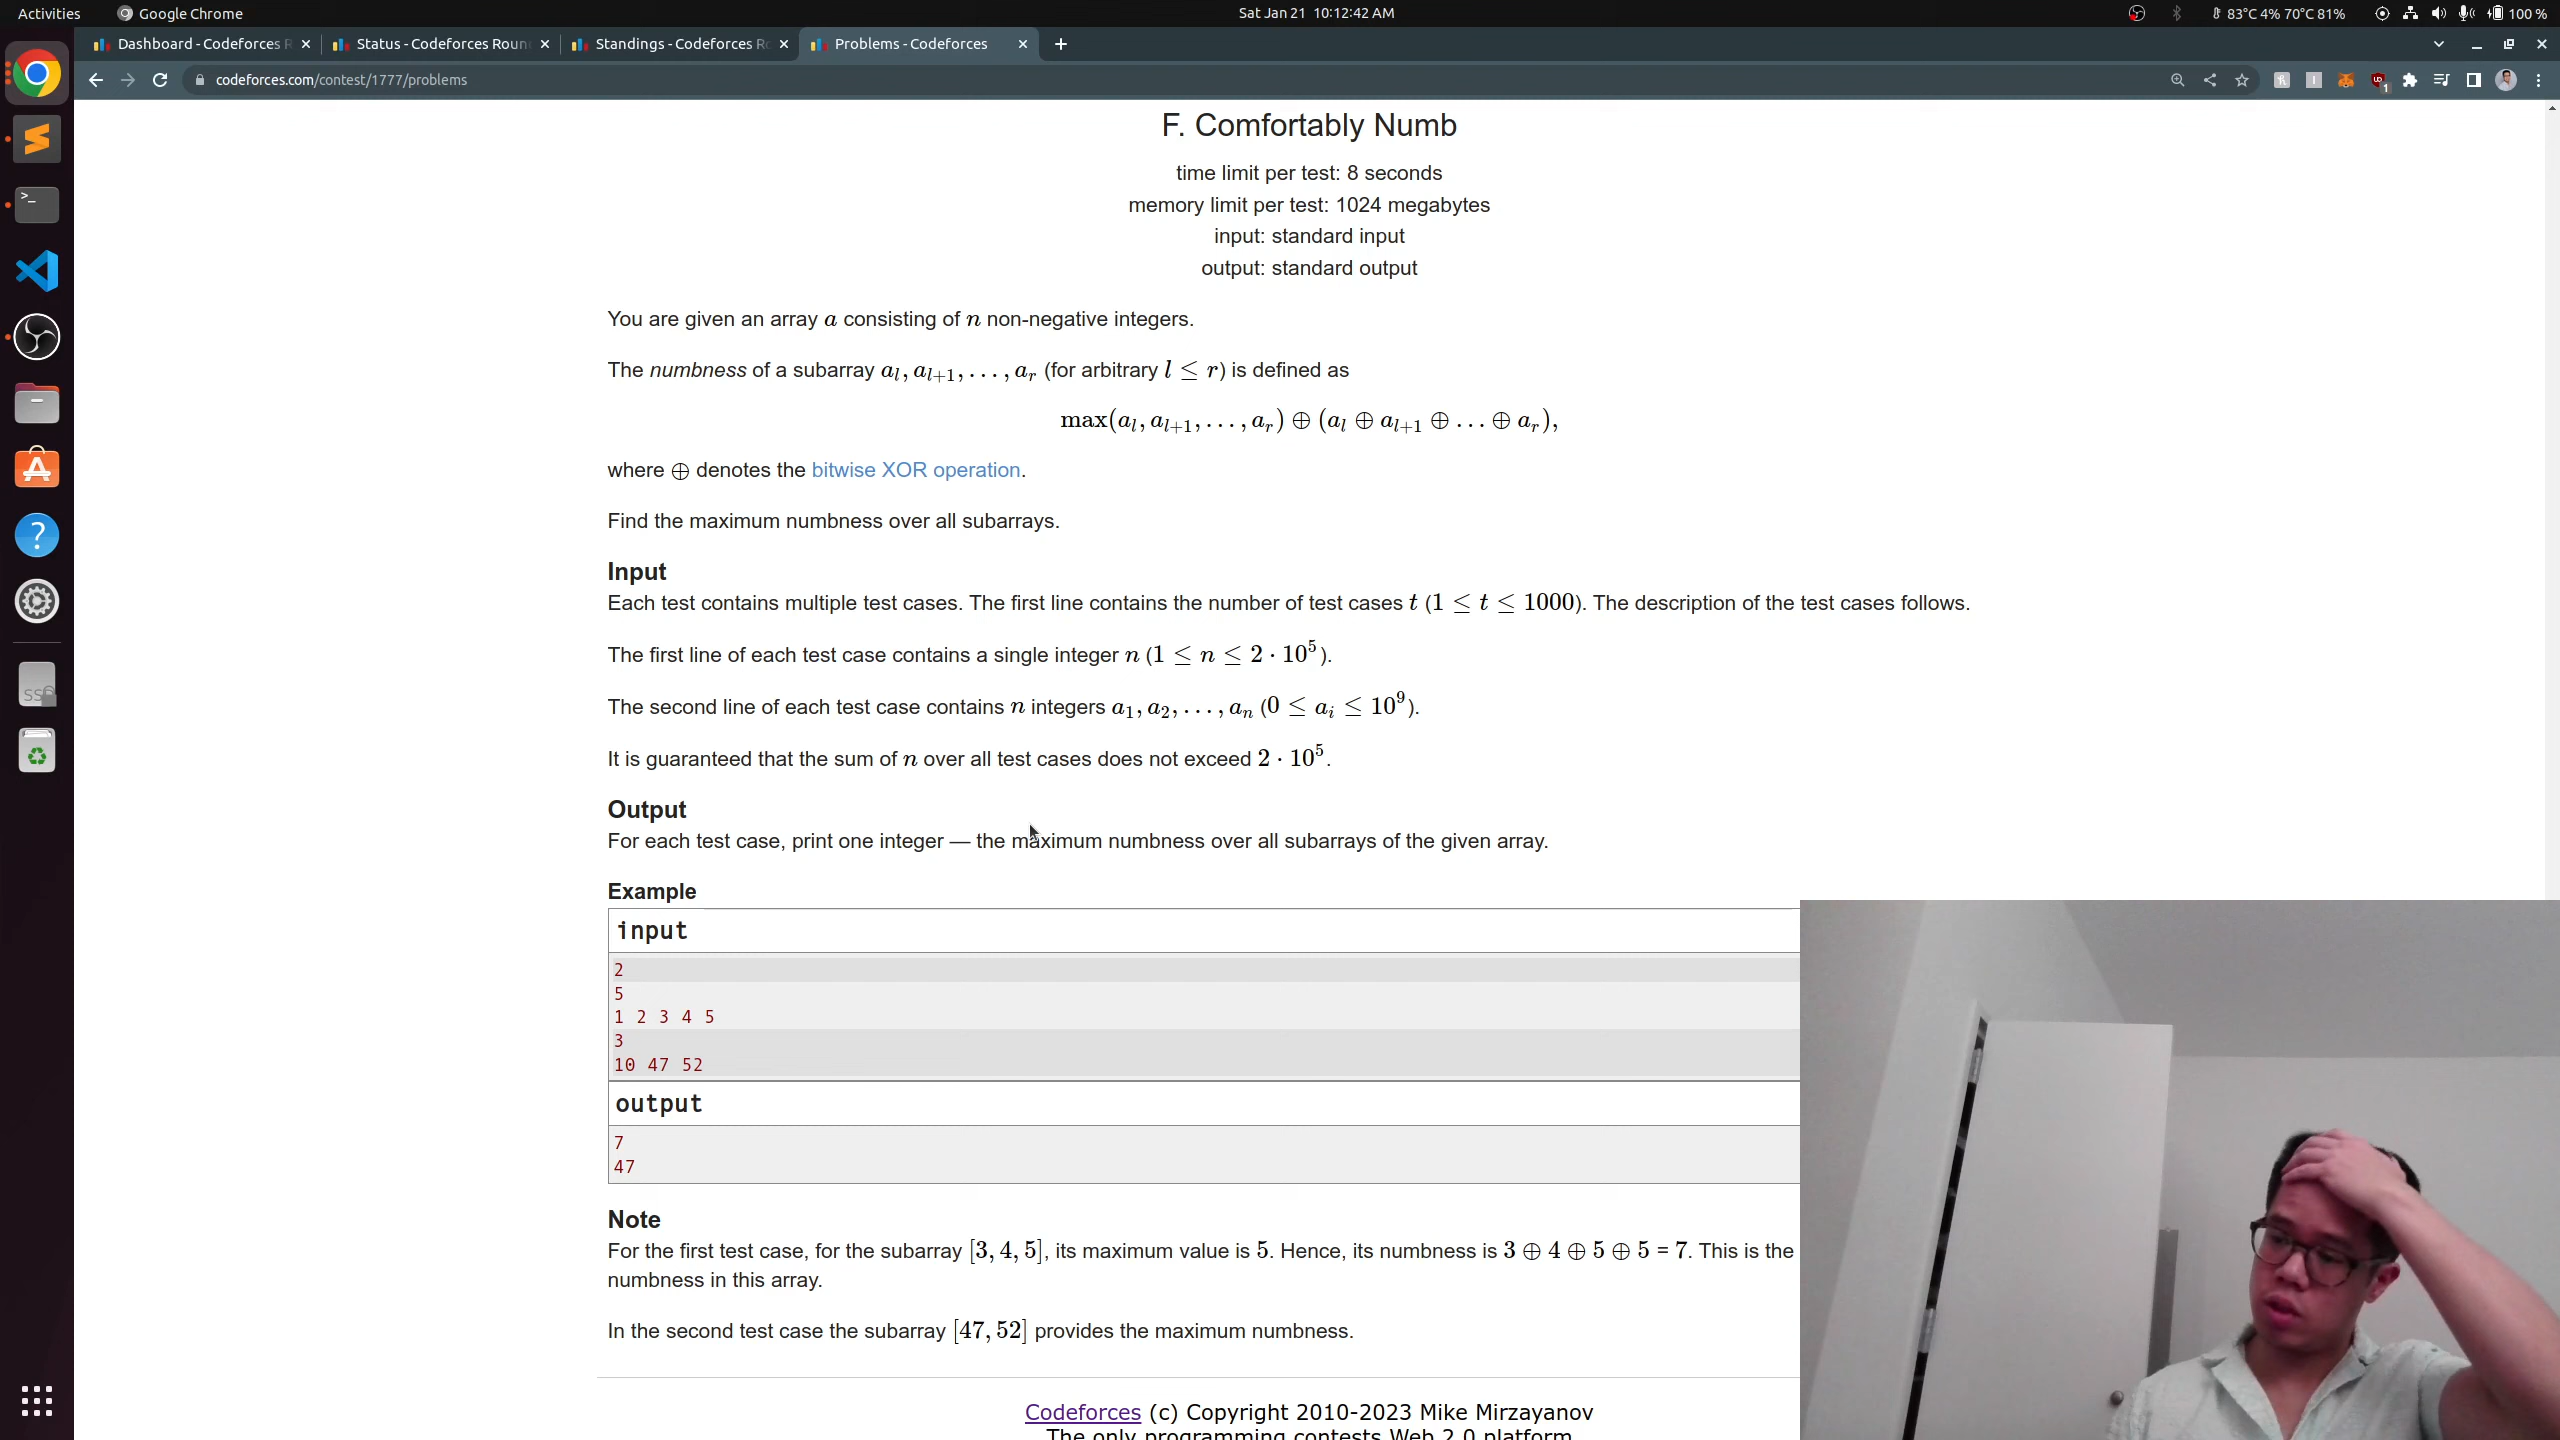 Activities Google Chrome Sat Jan 21 10:12:42 AM 83°C 4% 70°C 81% 100 %
Dashboard - Codeforces R Status - Codeforces Roun Standings - Codeforces Ro Problems - Codeforces
codeforces.com/contest/1777/problems
F. Comfortably Numb
time limit per test: 8 seconds
memory limit per test: 1024 megabytes
input: standard input
output: standard output
You are given an array a consisting of n non-negative integers.
The numbness of a subarray a_l, a_{l+1}, …, a_r (for arbitrary l ≤ r) is defined as
max(a_l, a_{l+1}, …, a_r) ⊕ (a_l ⊕ a_{l+1} ⊕ … ⊕ a_r),
where ⊕ denotes the bitwise XOR operation.
Find the maximum numbness over all subarrays.
Input
Each test contains multiple test cases. The first line contains the number of test cases t (1 ≤ t ≤ 1000). The description of the test cases follows.
The first line of each test case contains a single integer n (1 ≤ n ≤ 2 · 10^5).
The second line of each test case contains n integers a_1, a_2, …, a_n (0 ≤ a_i ≤ 10^9).
It is guaranteed that the sum of n over all test cases does not exceed 2 · 10^5.
Output
For each test case, print one integer — the maximum numbness over all subarrays of the given array.
Example
input
2
5
1 2 3 4 5
3
10 47 52
output
7
47
Note
For the first test case, for the subarray [3, 4, 5], its maximum value is 5. Hence, its numbness is 3 ⊕ 4 ⊕ 5 ⊕ 5 = 7. This is the
numbness in this array.
In the second test case the subarray [47, 52] provides the maximum numbness.
Codeforces (c) Copyright 2010-2023 Mike Mirzayanov
The only programming contests Web 2.0 platform